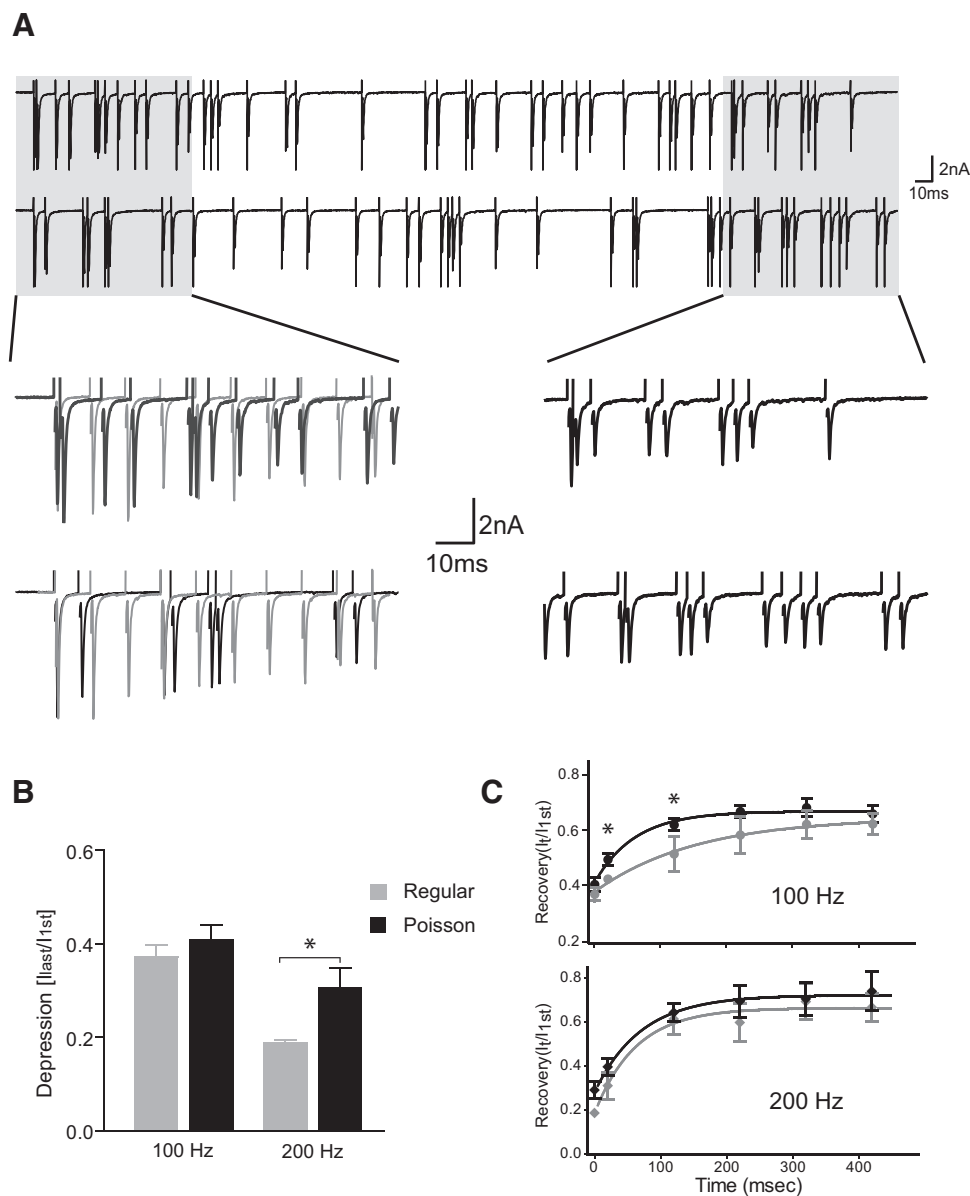 A
2nA
10ms
2nA
10ms
B
Depression [Ilast/I1st]
0.6
0.4
0.2
0.0
100 Hz
200 Hz
*
Regular
Poisson
C
Recovery(It/I1st)
0.8
0.6
0.4
0.2
*
*
100 Hz
Recovery(It/I1st)
0.8
0.6
0.4
0.2
0.0
200 Hz
0
100
200
300
400
Time (msec)